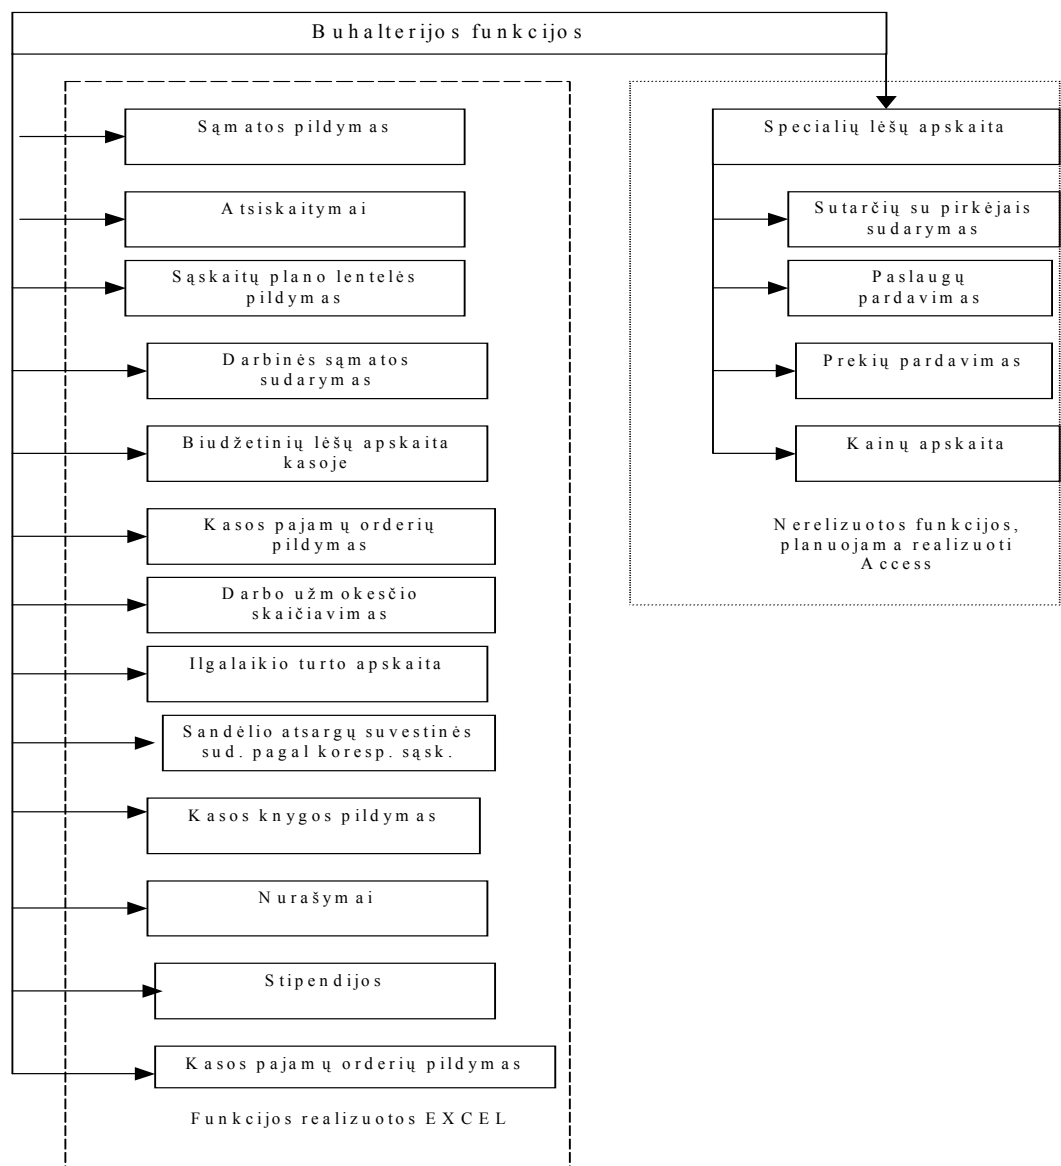 Buhalterijos funkcijos
Sąmatos pildymas
Atsiskaitymai
Sąskaitų plano lentelės
pildymas
Darbinės sąmatos
sudarymas
Biudžetinių lėšų apskaita
kasoje
Kasos pajamų orderių
pildymas
Darbo užmokesčio
skaičiavimas
Ilgalaikio turto apskaita
Sandėlio atsargų suvestinės
sud. pagal koresp. sąsk.
Kasos knygos pildymas
Nurašymai
Stipendijos
Kasos pajamų orderių pildymas
Funkcijos realizuotos EXCEL
Specialių lėšų apskaita
Sutarčių su pirkėjais
sudarymas
Paslaugų
pardavimas
Prekių pardavimas
Kainų apskaita
Nerelizuotos funkcijos,
planuojama realizuoti
Access